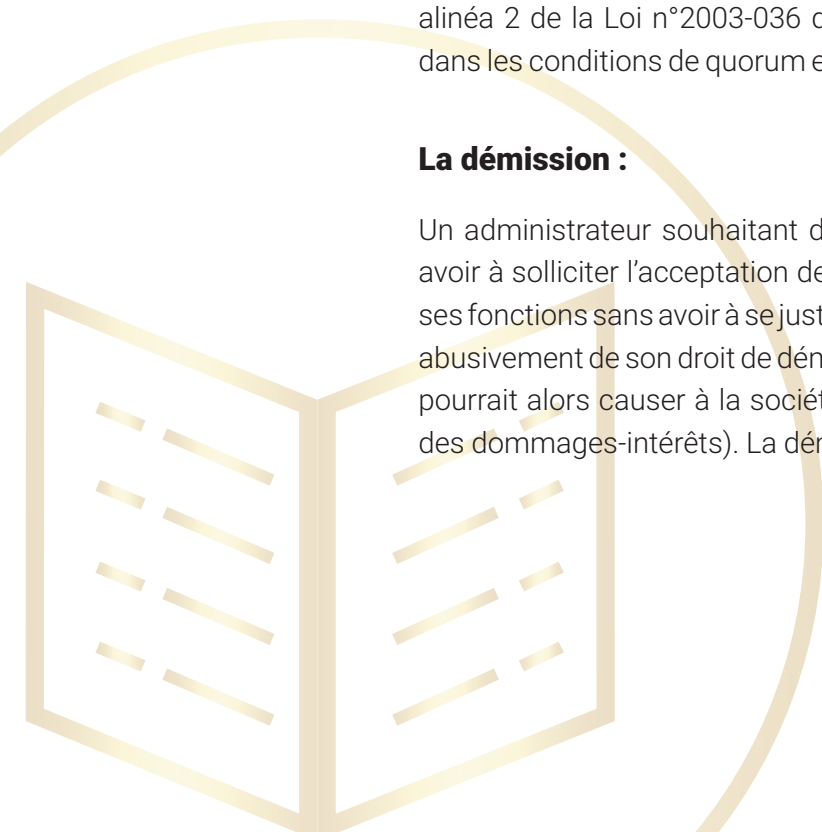 alinéa 2 de la Loi n°2003-036 d
dans les conditions de quorum e
La démission :
Un administrateur souhaitant d
avoir à solliciter l’acceptation de
ses fonctions sans avoir à se just
abusivement de son droit de dém
pourrait alors causer à la sociét
des dommages-intérêts). La dém